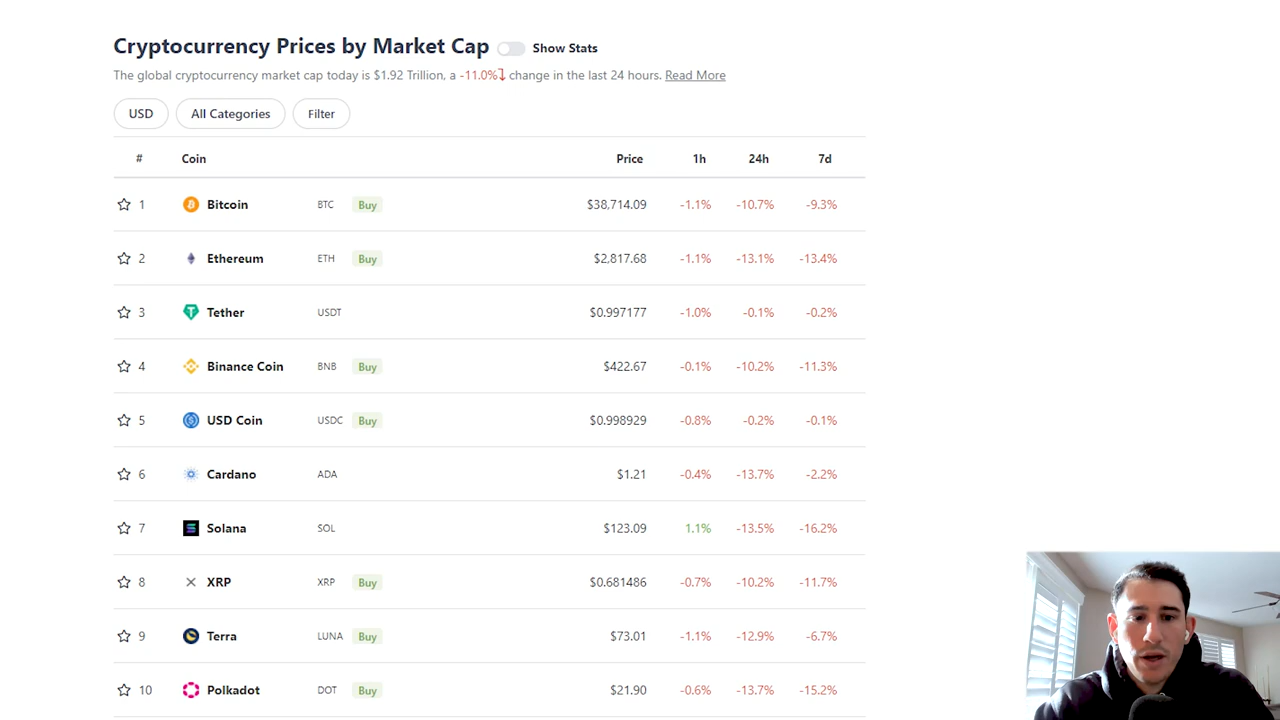 Cryptocurrency Prices by Market Cap Show Stats
The global cryptocurrency market cap today is $1.92 Trillion, a -11.0% change in the last 24 hours. Read More
USD All Categories Filter
# Coin Price 1h 24h 7d
1 Bitcoin BTC Buy $38,714.09 -1.1% -10.7% -9.3%
2 Ethereum ETH Buy $2,817.68 -1.1% -13.1% -13.4%
3 Tether USDT $0.997177 -1.0% -0.1% -0.2%
4 Binance Coin BNB Buy $422.67 -0.1% -10.2% -11.3%
5 USD Coin USDC Buy $0.998929 -0.8% -0.2% -0.1%
6 Cardano ADA $1.21 -0.4% -13.7% -2.2%
7 Solana SOL $123.09 1.1% -13.5% -16.2%
8 XRP XRP Buy $0.681486 -0.7% -10.2% -11.7%
9 Terra LUNA Buy $73.01 -1.1% -12.9% -6.7%
10 Polkadot DOT Buy $21.90 -0.6% -13.7% -15.2%